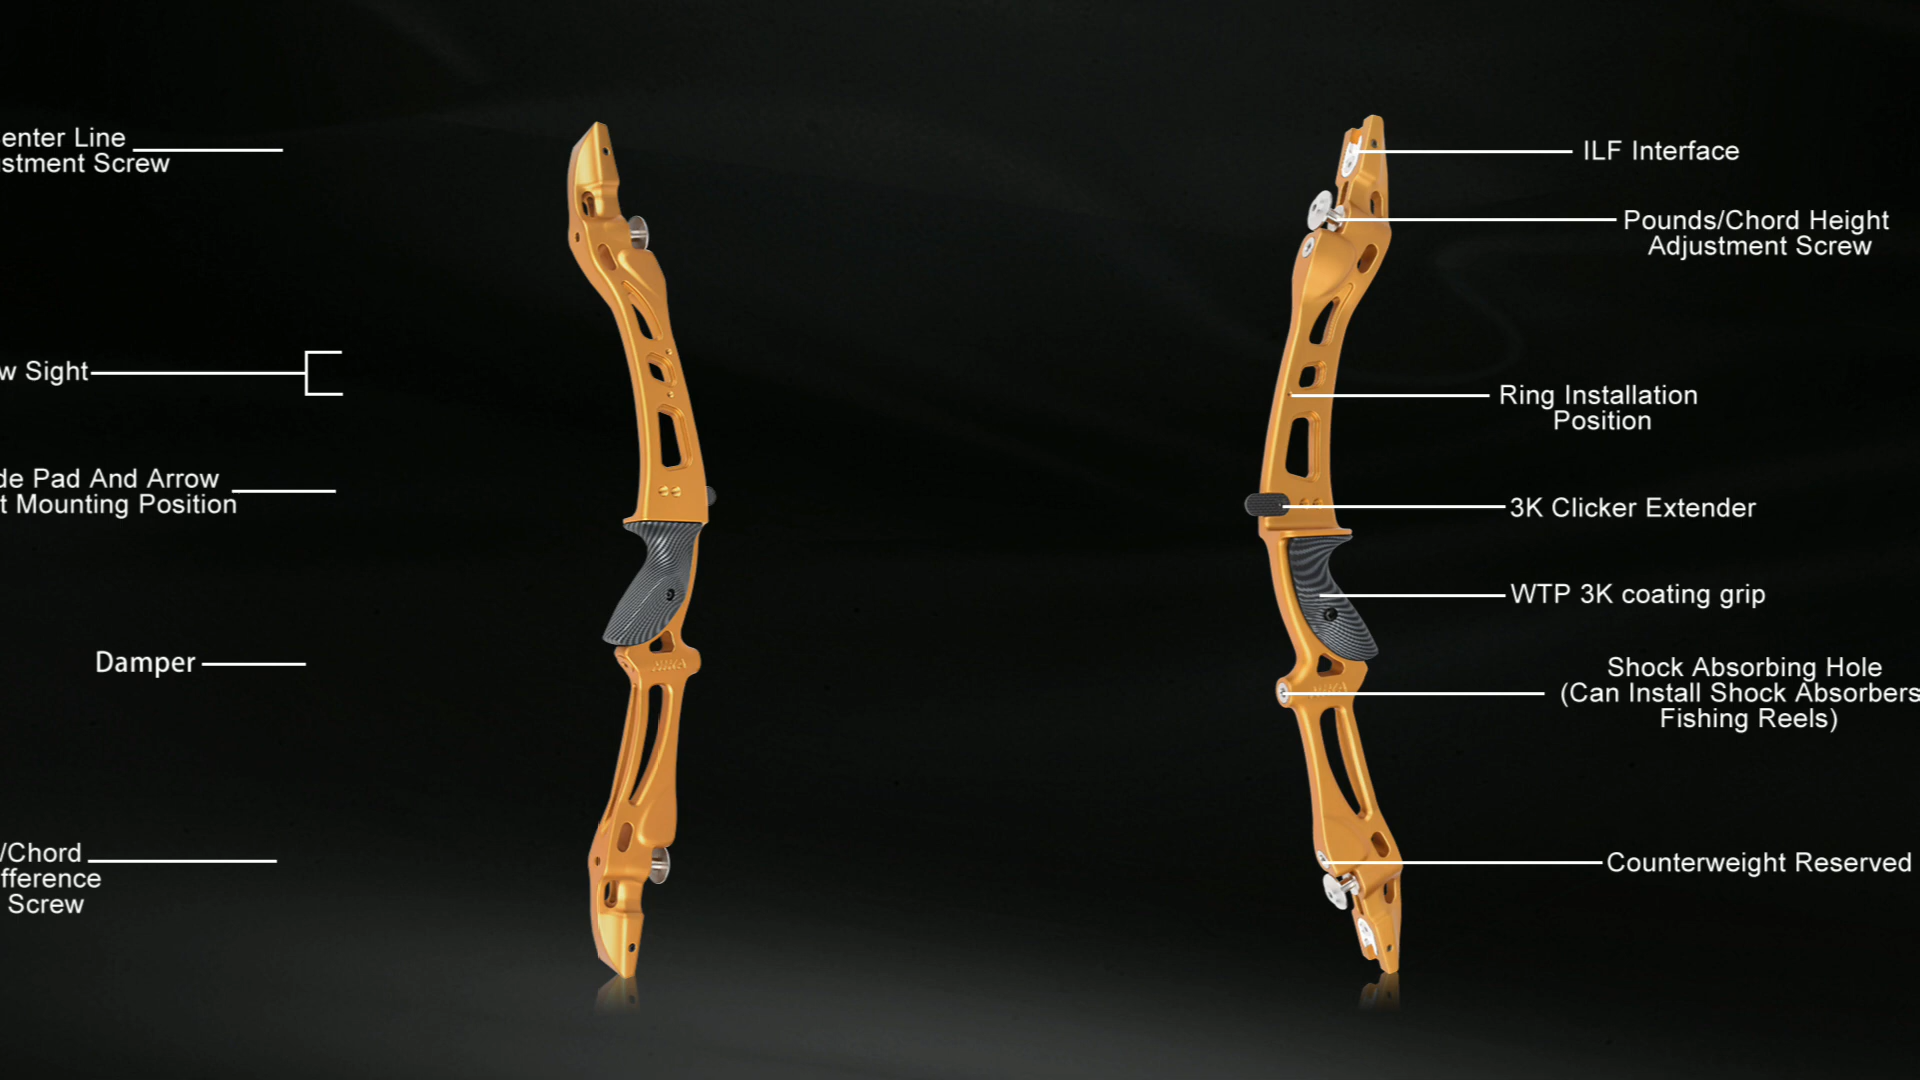 enter Line
stment Screw
w Sight
de Pad And Arrow
t Mounting Position
Damper
/Chord
fference
Screw
ILF Interface
Pounds/Chord Height
Adjustment Screw
Ring Installation
Position
3K Clicker Extender
WTP 3K coating grip
Shock Absorbing Hole
(Can Install Shock Absorbers
Fishing Reels)
Counterweight Reserved